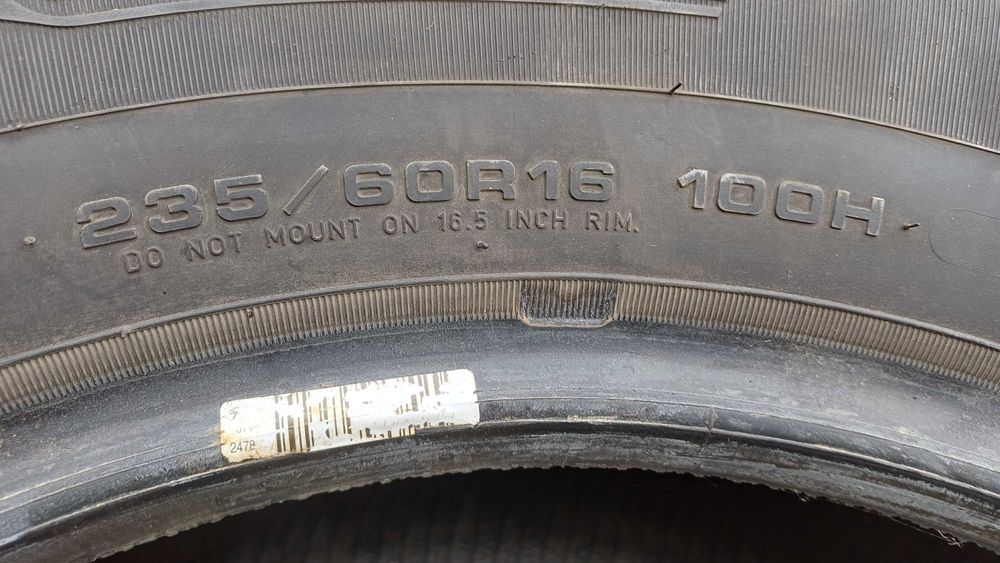 235/60R16 100H
DO NOT MOUNT ON 16.5 INCH RIM.
2478